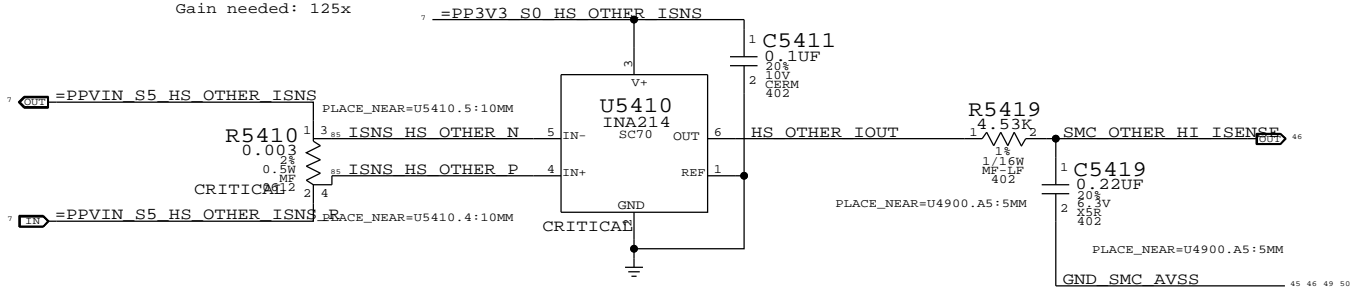 Gain needed: 125x
7 =PP3V3_S0_HS_OTHER_ISNS
1 C5411
0.1UF
20%
10V
2 CERM
402
3
V+
7 OUT =PPVIN_S5_HS_OTHER_ISNS
PLACE_NEAR=U5410.5:10MM
U5410
INA214
SC70
R5410 1 3 85 ISNS_HS_OTHER_N 5 IN- OUT 6 HS_OTHER_IOUT
0.003
2%
0.5W
MF
0612
CRITICAL 2 4
85 ISNS_HS_OTHER_P 4 IN+ REF 1
R5419
4.53K
1 2 SMC_OTHER_HI_ISENSE OUT 46
1%
1/16W
MF-LF
402
1 C5419
0.22UF
20%
6.3V
2 X5R
402
GND
2
CRITICAL
7 IN =PPVIN_S5_HS_OTHER_ISNS_R
PLACE_NEAR=U5410.4:10MM
PLACE_NEAR=U4900.A5:5MM
PLACE_NEAR=U4900.A5:5MM
GND_SMC_AVSS 45 46 49 50